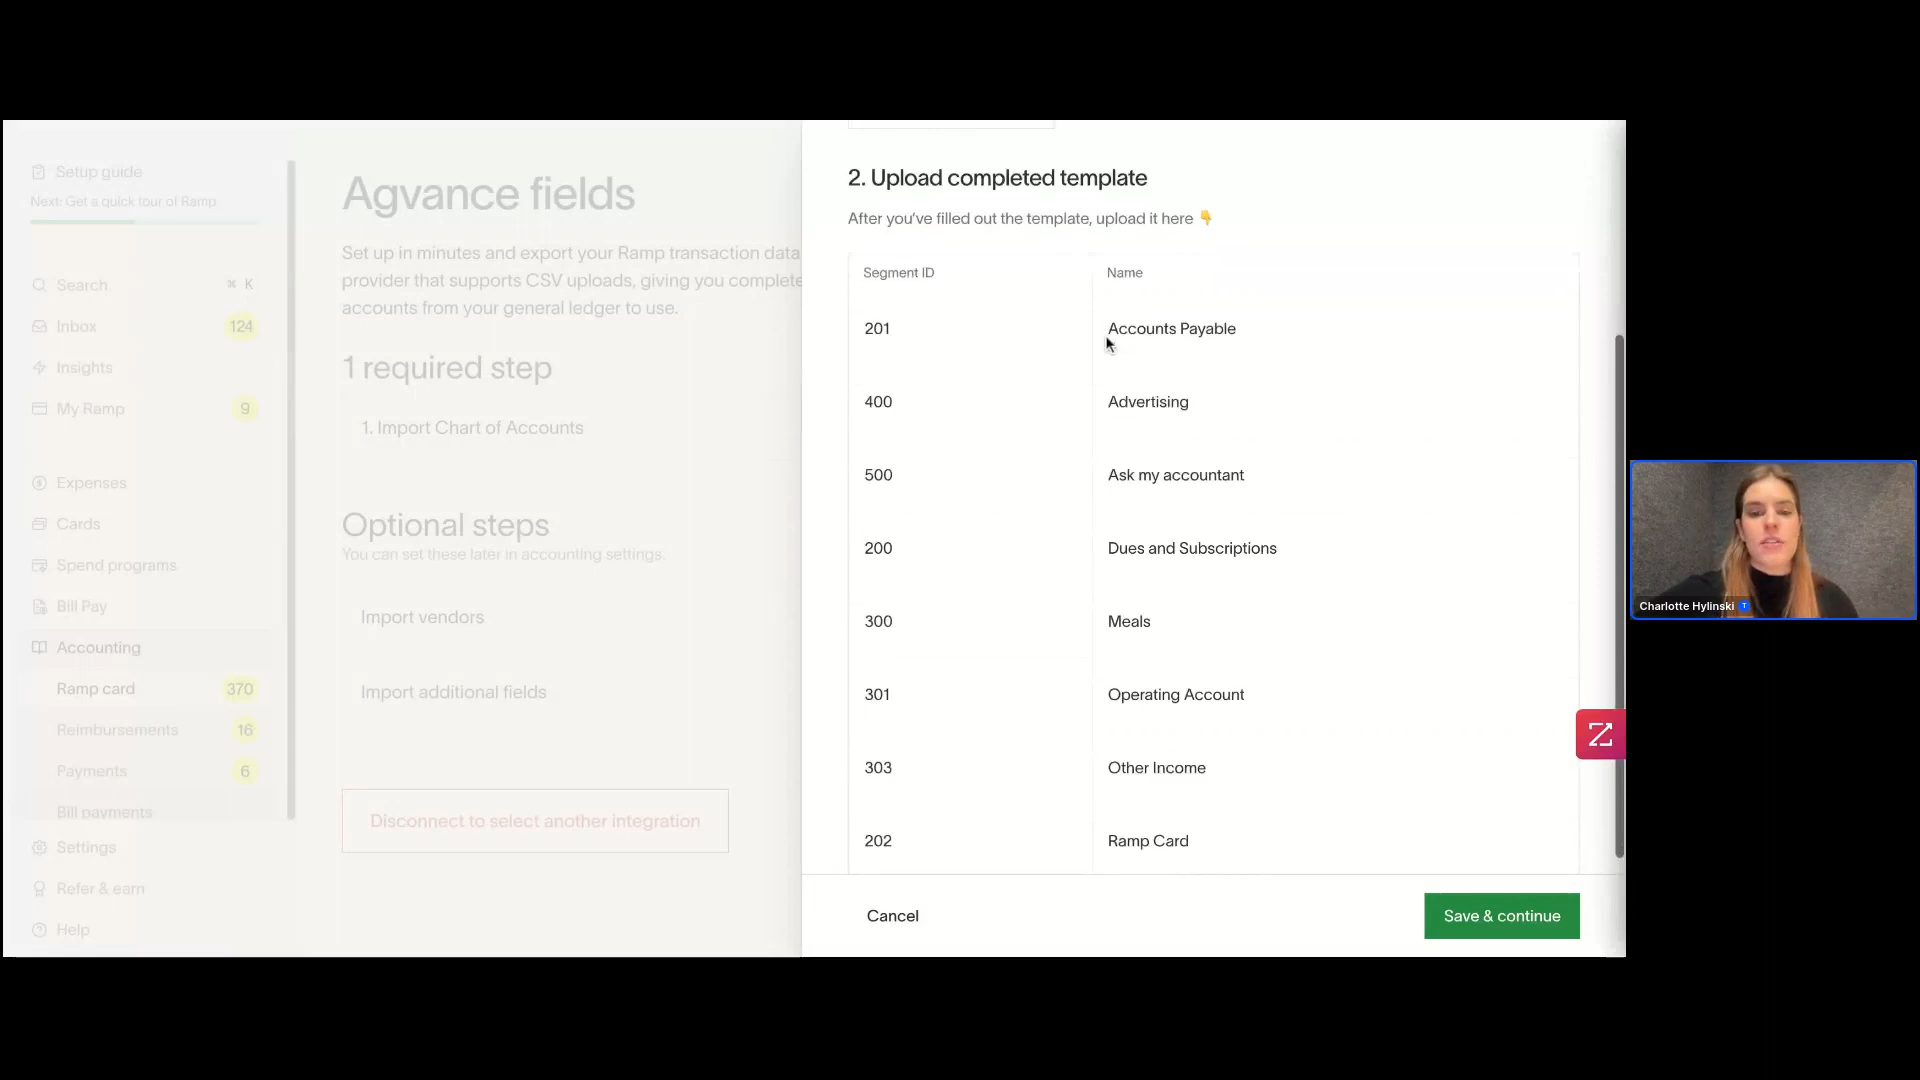 Setup guide
Next: Get a quick tour of Ramp
Search ⌘ K
Inbox 124
Insights
My Ramp 9
Expenses
Cards
Spend programs
Bill Pay
Accounting
Ramp card 370
Reimbursements 16
Payments 6
Bill payments
Settings
Refer & earn
Help
Agvance fields
Set up in minutes and export your Ramp transaction data
provider that supports CSV uploads, giving you complete
accounts from your general ledger to use.
1 required step
1. Import Chart of Accounts
Optional steps
You can set these later in accounting settings.
Import vendors
Import additional fields
Disconnect to select another integration
2. Upload completed template
After you've filled out the template, upload it here 👇
Segment ID Name
201 Accounts Payable
400 Advertising
500 Ask my accountant
200 Dues and Subscriptions
300 Meals
301 Operating Account
303 Other Income
202 Ramp Card
Cancel
Save & continue
Charlotte Hylinski T